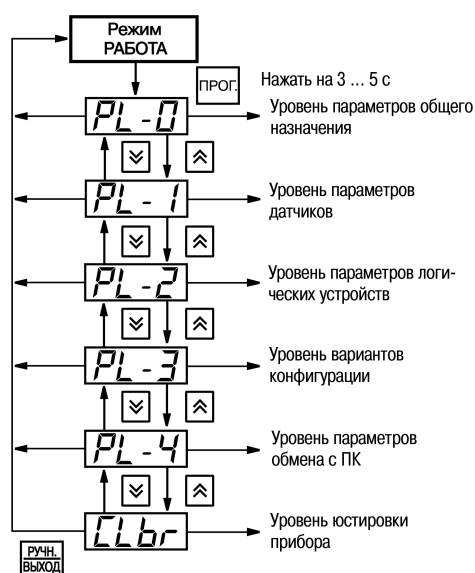 Режим
РАБОТА
ПРОГ.
Нажать на 3 ... 5 с
PL-0
Уровень параметров общего
назначения
PL-1
Уровень параметров
датчиков
PL-2
Уровень параметров логи-
ческих устройств
PL-3
Уровень вариантов
конфигурации
PL-4
Уровень параметров
обмена с ПК
CLbr
Уровень юстировки
прибора
РУЧН.
ВЫХОД